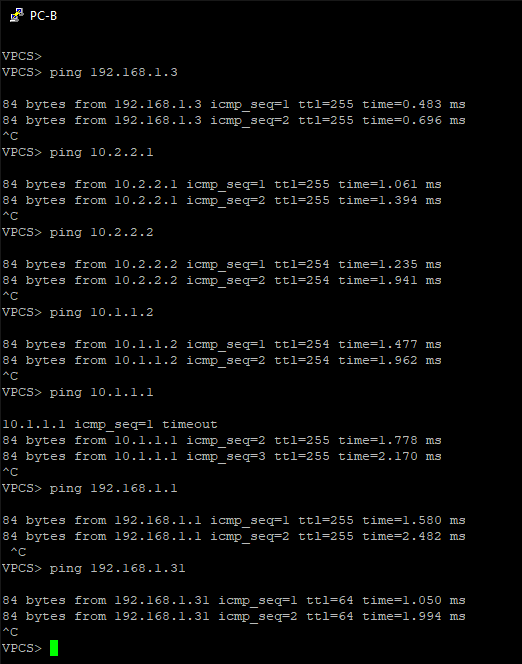 PC-B
VPCS>
VPCS> ping 192.168.1.3
84 bytes from 192.168.1.3 icmp_seq=1 ttl=255 time=0.483 ms
84 bytes from 192.168.1.3 icmp_seq=2 ttl=255 time=0.696 ms
^C
VPCS> ping 10.2.2.1
84 bytes from 10.2.2.1 icmp_seq=1 ttl=255 time=1.061 ms
84 bytes from 10.2.2.1 icmp_seq=2 ttl=255 time=1.394 ms
^C
VPCS> ping 10.2.2.2
84 bytes from 10.2.2.2 icmp_seq=1 ttl=254 time=1.235 ms
84 bytes from 10.2.2.2 icmp_seq=2 ttl=254 time=1.941 ms
^C
VPCS> ping 10.1.1.2
84 bytes from 10.1.1.2 icmp_seq=1 ttl=254 time=1.477 ms
84 bytes from 10.1.1.2 icmp_seq=2 ttl=254 time=1.962 ms
^C
VPCS> ping 10.1.1.1
10.1.1.1 icmp_seq=1 timeout
84 bytes from 10.1.1.1 icmp_seq=2 ttl=255 time=1.778 ms
84 bytes from 10.1.1.1 icmp_seq=3 ttl=255 time=2.170 ms
^C
VPCS> ping 192.168.1.1
84 bytes from 192.168.1.1 icmp_seq=1 ttl=255 time=1.580 ms
84 bytes from 192.168.1.1 icmp_seq=2 ttl=255 time=2.482 ms
^C
VPCS> ping 192.168.1.31
84 bytes from 192.168.1.31 icmp_seq=1 ttl=64 time=1.050 ms
84 bytes from 192.168.1.31 icmp_seq=2 ttl=64 time=1.994 ms
^C
VPCS>